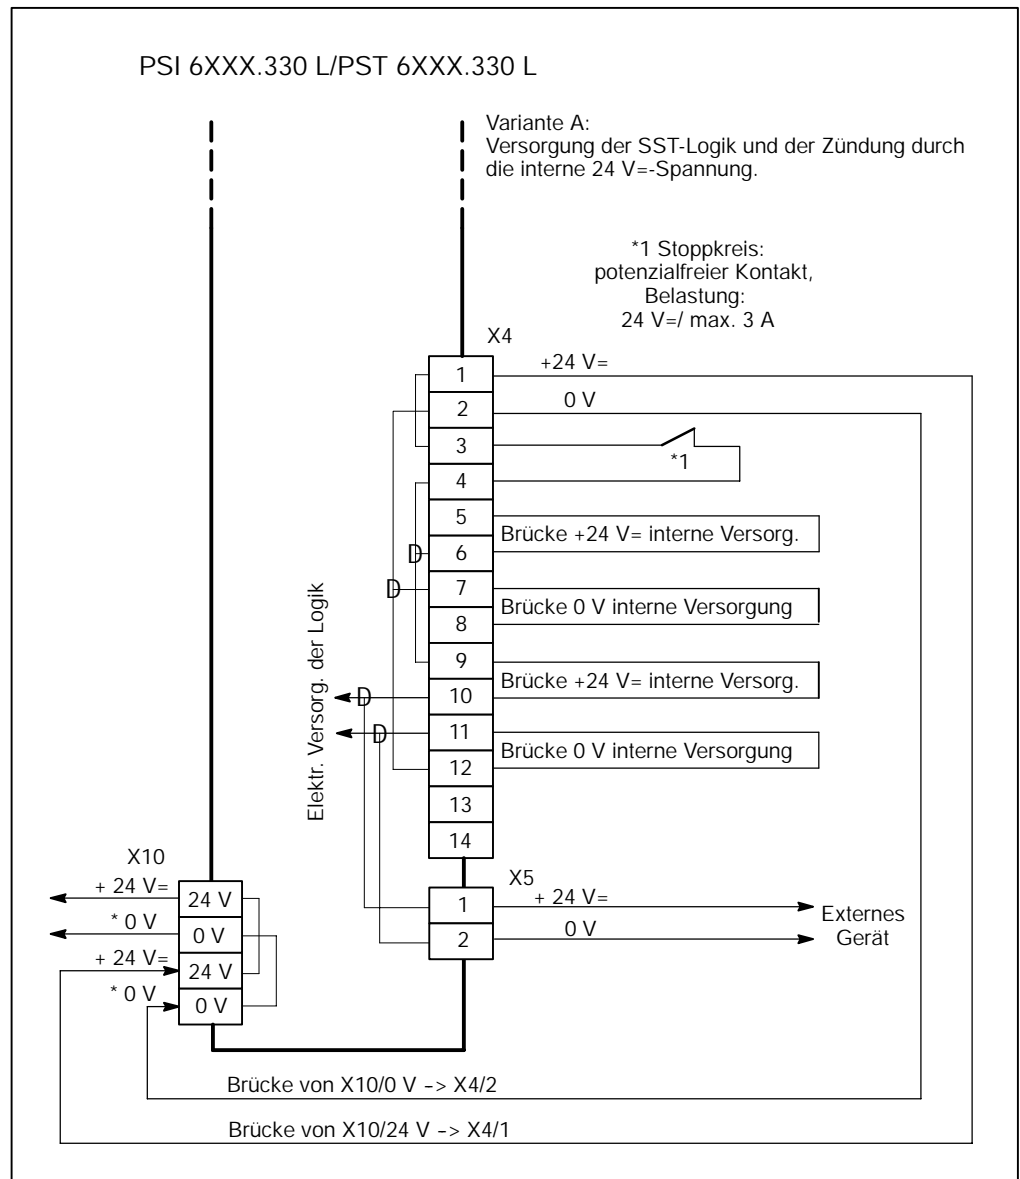 PSI 6XXX.330 L/PST 6XXX.330 L
Variante A:
Versorgung der SST-Logik und der Zündung durch
die interne 24 V=-Spannung.
*1 Stoppkreis:
potenzialfreier Kontakt,
Belastung:
24 V=/ max. 3 A
X4
1
+24 V=
2
0 V
3
*1
4
5
Brücke +24 V= interne Versorg.
6
D
7
D
Brücke 0 V interne Versorgung
8
9
Brücke +24 V= interne Versorg.
10
D
11
D
Brücke 0 V interne Versorgung
12
13
14
Elektr. Versorg. der Logik
X10
+ 24 V=
24 V
* 0 V
0 V
+ 24 V=
24 V
* 0 V
0 V
X5
1
+ 24 V=
2
0 V
Externes
Gerät
Brücke von X10/0 V -> X4/2
Brücke von X10/24 V -> X4/1